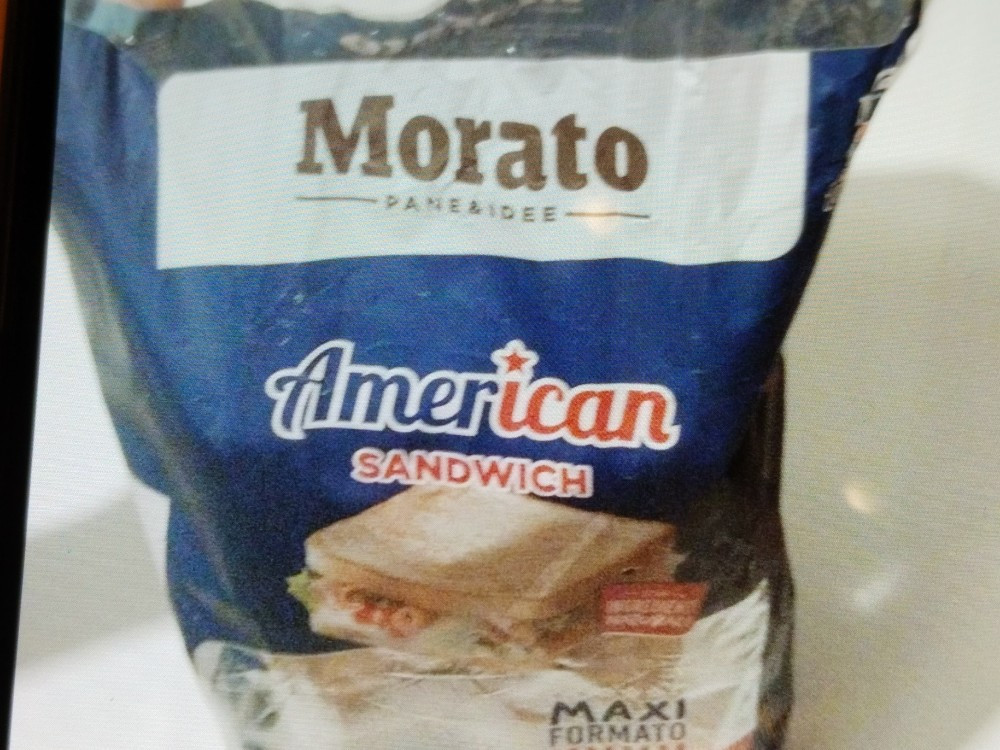 Morato
PANE&IDEE
American
SANDWICH
MAXI
FORMATO